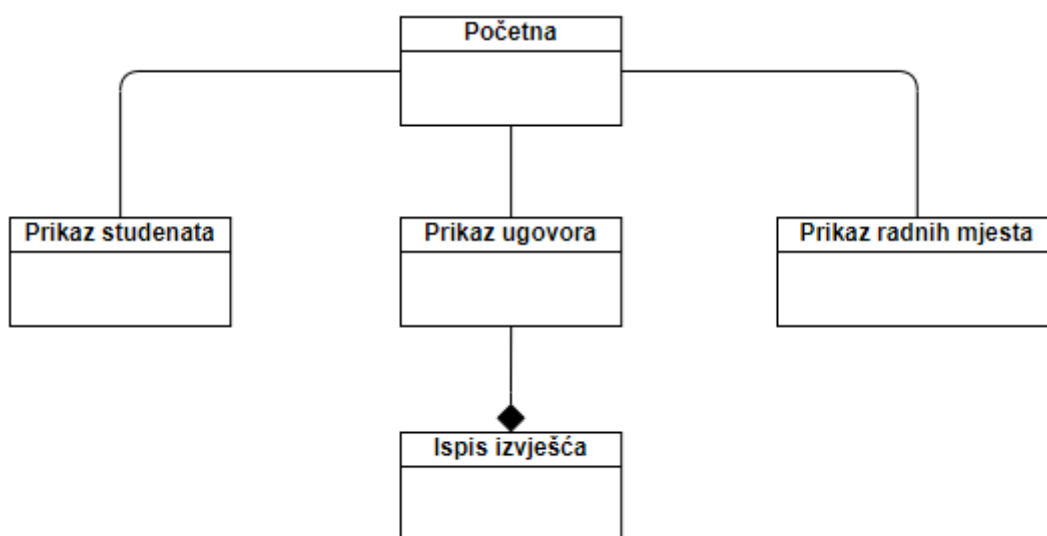 Početna
Prikaz studenata
Prikaz ugovora
Prikaz radnih mjesta
Ispis izvješća